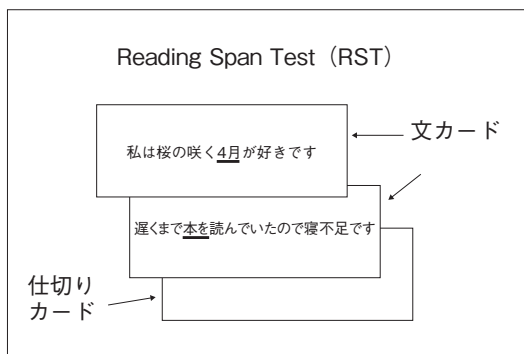 Reading Span Test（RST）
私は桜の咲く4月が好きです
文カード
遅くまで本を読んでいたので寝不足です
仕切り
カード